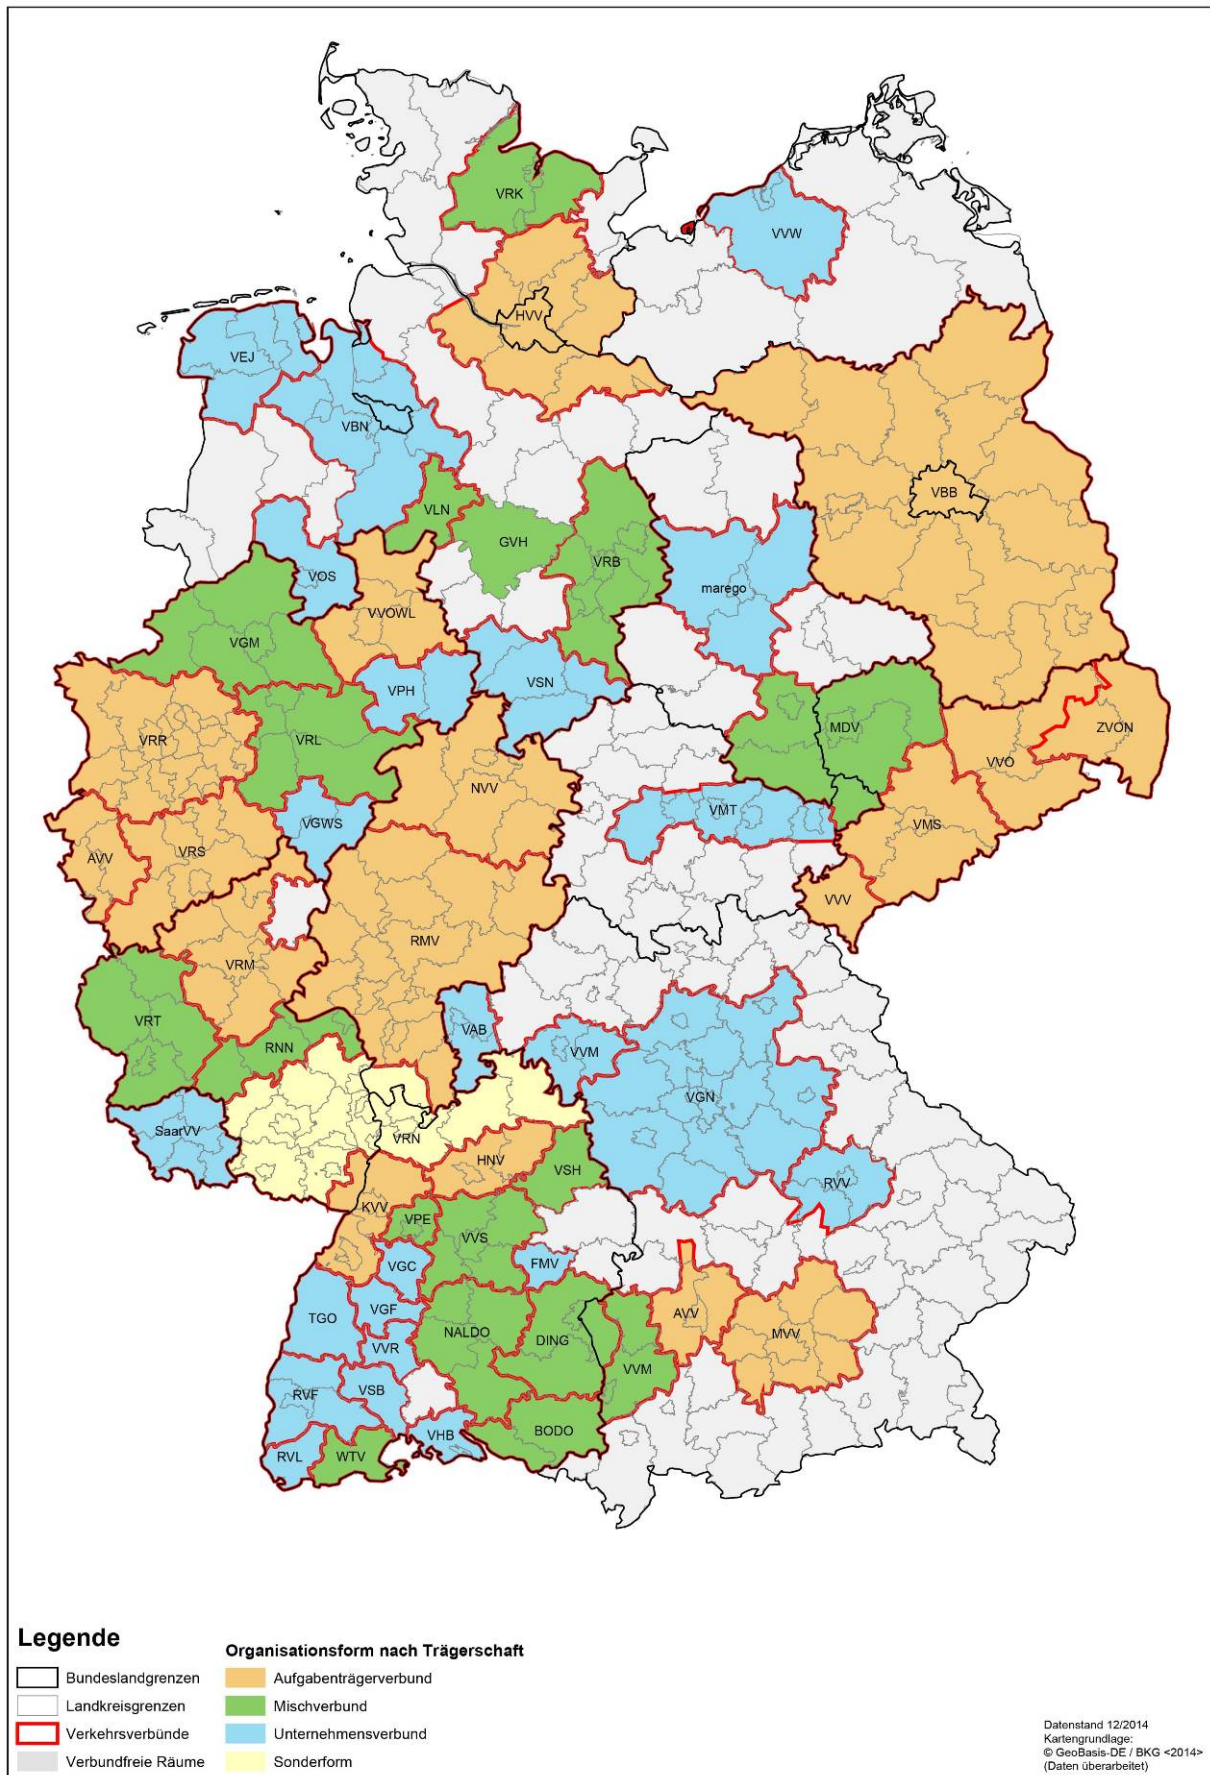 VRK
VVW
HVV
VEJ
VBN
VBB
VLN
GVH
VRB
VOS
marego
VVOWL
VGM
VSN
VPH
MDV
ZVON
VRR
VRL
VVO
NVV
VMT
VGWS
VMS
AVV
VRS
VVV
RMV
VRM
VRT
VAB
RNN
VVM
VGN
SaarVV
VRN
HNV
VSH
RVV
KVV
VPE
VVS
VGC
FMV
VGF
TGO
AVV
MVV
NALDO
DING
VVR
VVM
RVF
VSB
BODO
VHB
RVL
WTV
Legende
Bundeslandgrenzen
Landkreisgrenzen
Verkehrsverbünde
Verbundfreie Räume
Organisationsform nach Trägerschaft
Aufgabenträgerverbund
Mischverbund
Unternehmensverbund
Sonderform
Datenstand 12/2014
Kartengrundlage:
© GeoBasis-DE / BKG <2014>
(Daten überarbeitet)